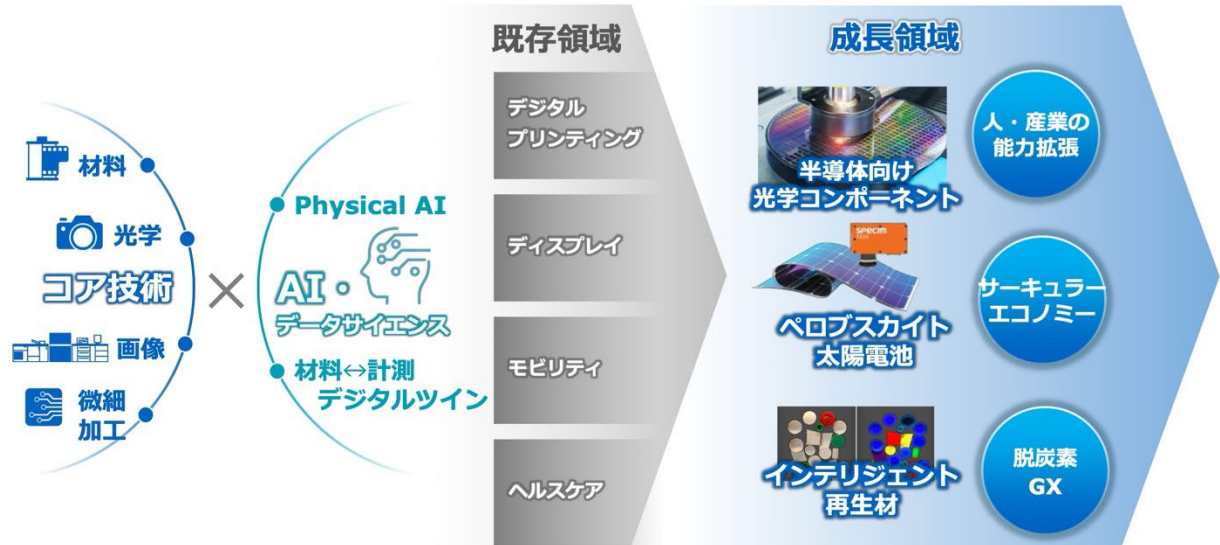 材料
光学
コア技術
画像
微細
加工
×
Physical AI
AI・
データサイエンス
材料↔計測
デジタルツイン
既存領域
デジタル
プリンティング
ディスプレイ
モビリティ
ヘルスケア
成長領域
半導体向け
光学コンポーネント
SPECIM
ペロブスカイト
太陽電池
インテリジェント
再生材
人・産業の
能力拡張
サーキュラー
エコノミー
脱炭素
GX